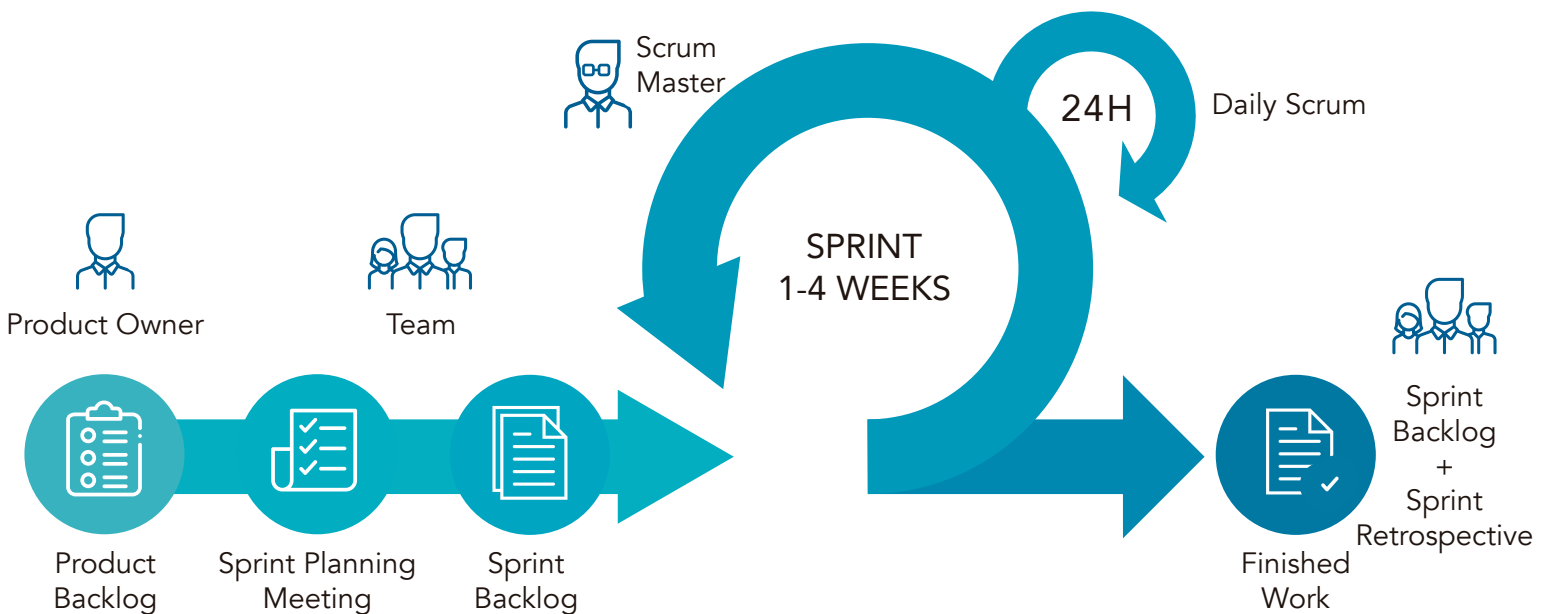 Scrum
Master
24H
Daily Scrum
SPRINT
1-4 WEEKS
Product Owner
Team
Product
Backlog
Sprint Planning
Meeting
Sprint
Backlog
Finished
Work
Sprint
Backlog
+
Sprint
Retrospective